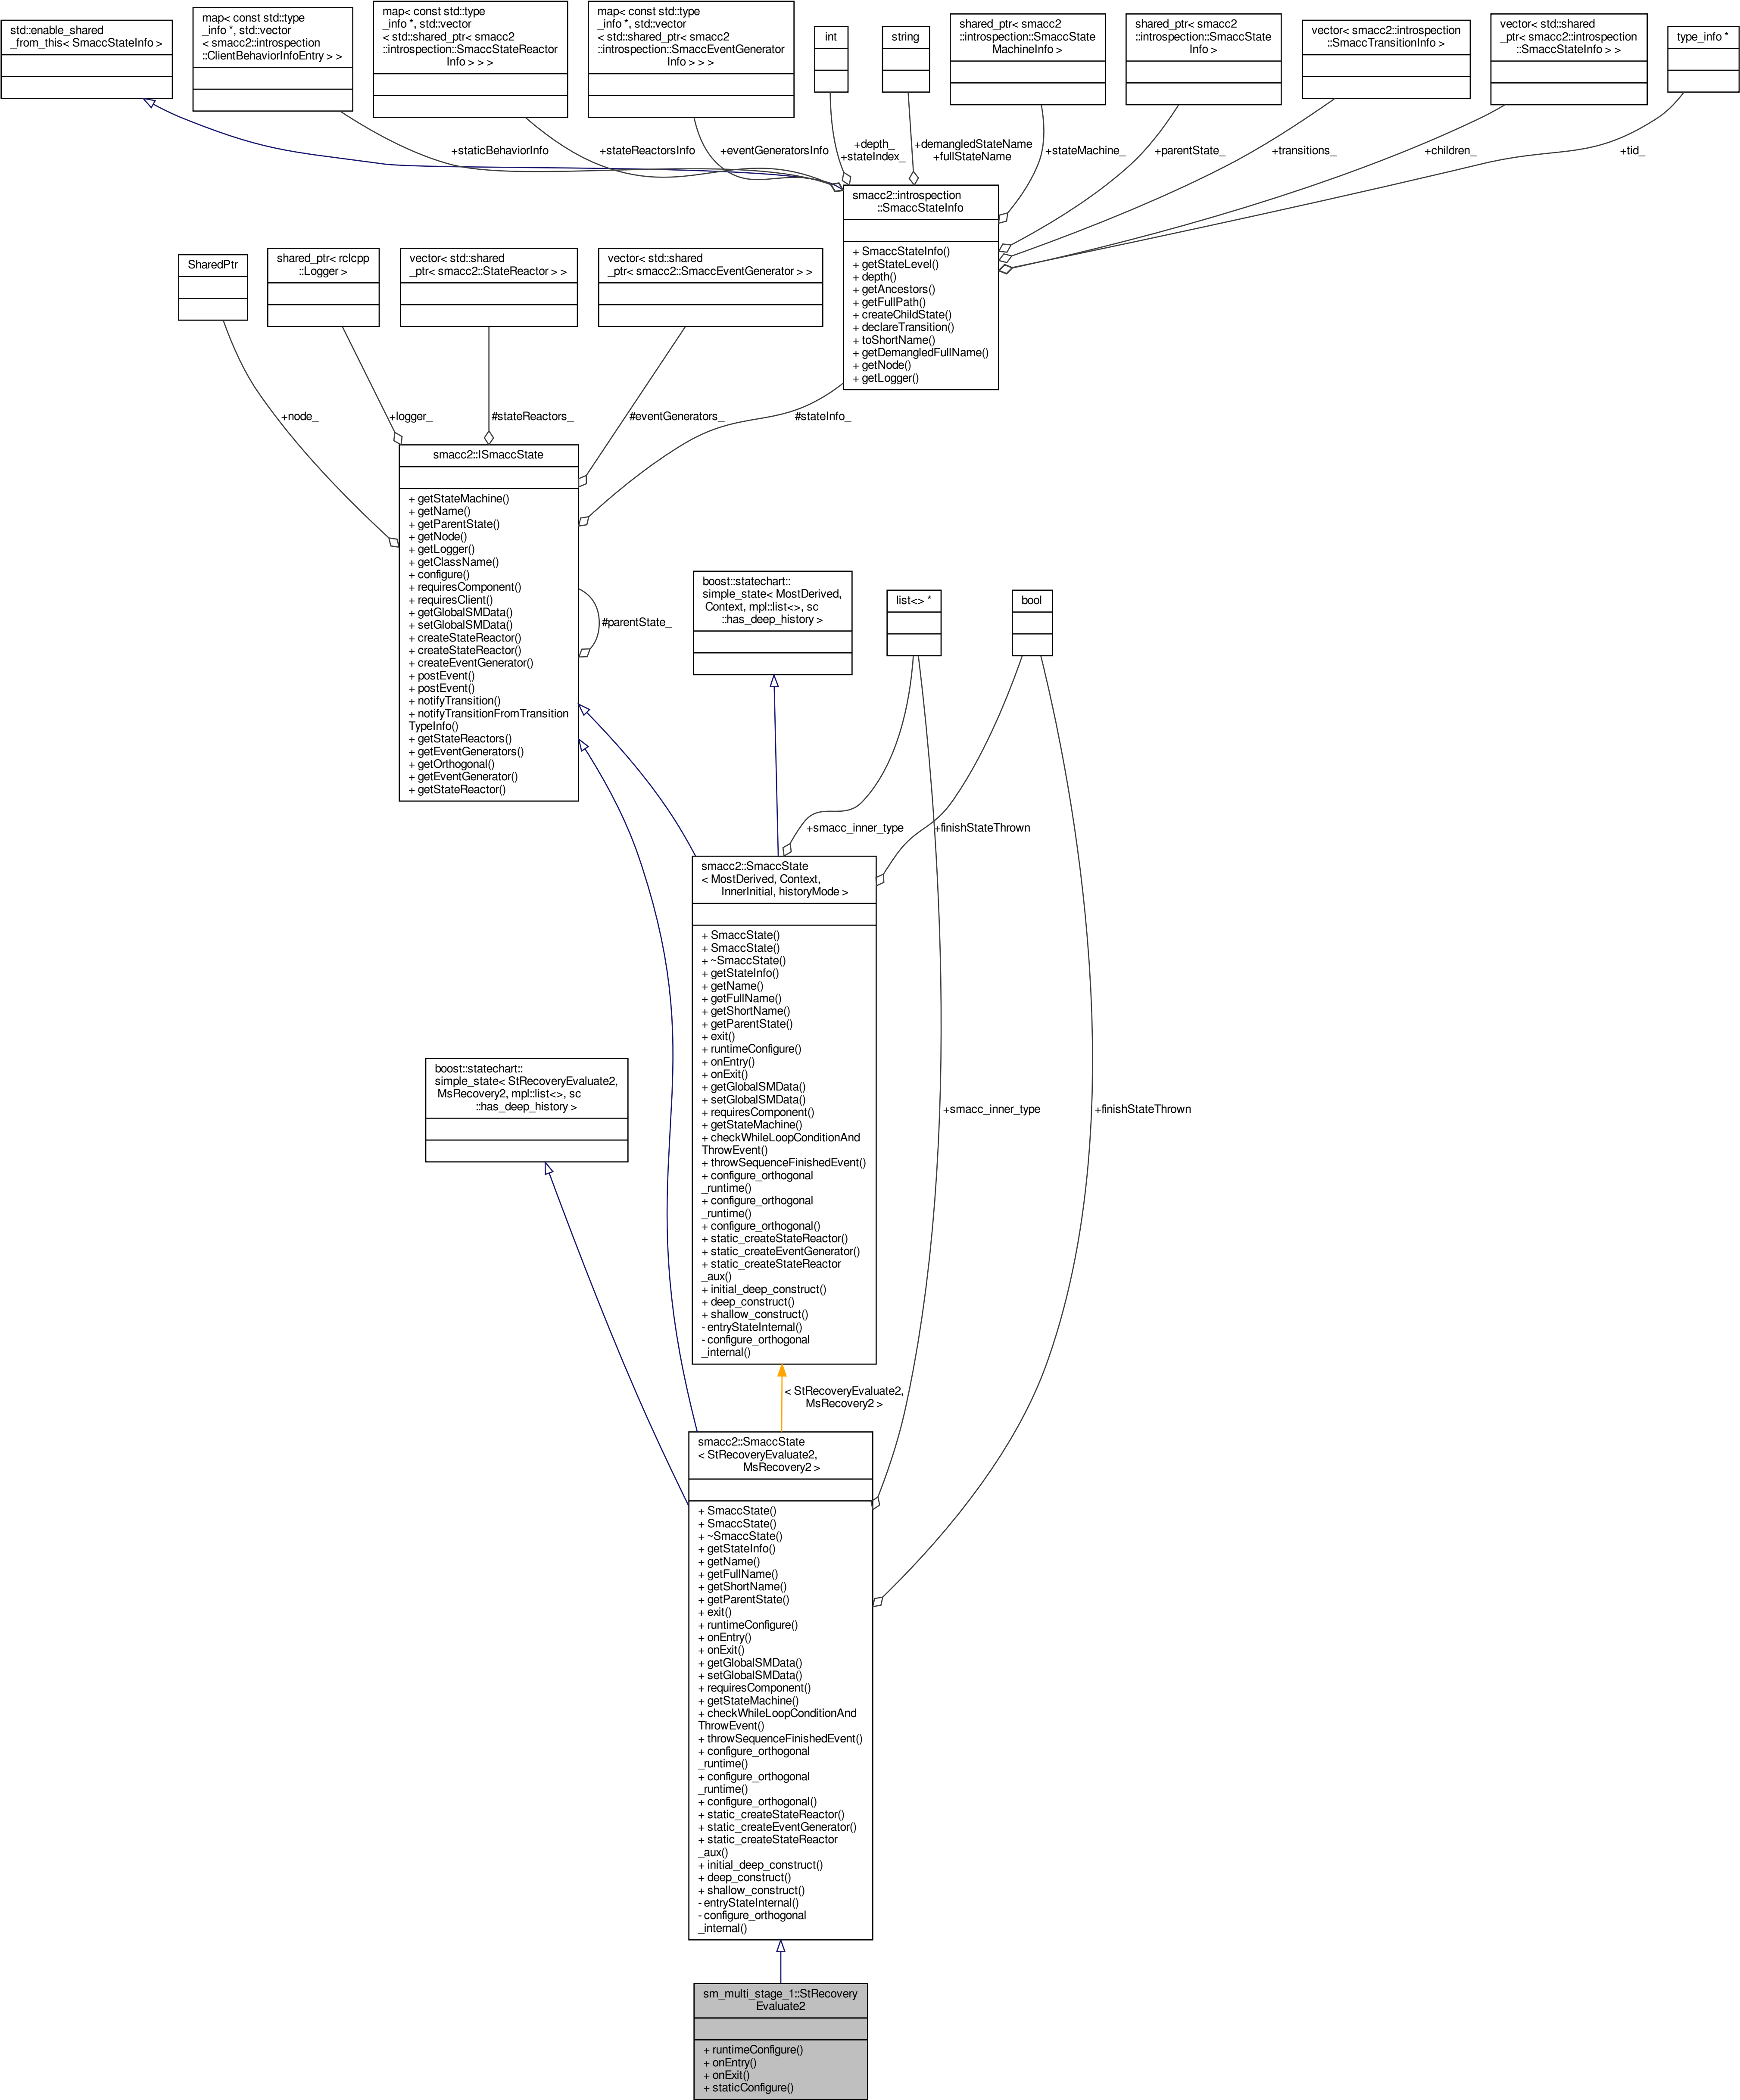 std::enable_shared
_from_this< SmaccStateInfo >
map< const std::type
_info *, std::vector
< smacc2::introspection
::ClientBehaviorInfoEntry > >
map< const std::type
_info *, std::vector
< std::shared_ptr< smacc2
::introspection::SmaccStateReactor
Info > > >
map< const std::type
_info *, std::vector
< std::shared_ptr< smacc2
::introspection::SmaccEventGenerator
Info > > >
int
string
shared_ptr< smacc2
::introspection::SmaccState
MachineInfo >
shared_ptr< smacc2
::introspection::SmaccState
Info >
vector< smacc2::introspection
::SmaccTransitionInfo >
vector< std::shared
_ptr< smacc2::introspection
::SmaccStateInfo > >
type_info *
+staticBehaviorInfo
+stateReactorsInfo
+eventGeneratorsInfo
+depth_
+stateIndex_
+demangledStateName
+fullStateName
+stateMachine_
+parentState_
+transitions_
+children_
+tid_
smacc2::introspection
::SmaccStateInfo
+ SmaccStateInfo()
+ getStateLevel()
+ depth()
+ getAncestors()
+ getFullPath()
+ createChildState()
+ declareTransition()
+ toShortName()
+ getDemangledFullName()
+ getNode()
+ getLogger()
SharedPtr
shared_ptr< rclcpp
::Logger >
vector< std::shared
_ptr< smacc2::StateReactor > >
vector< std::shared
_ptr< smacc2::SmaccEventGenerator > >
+node_
+logger_
#stateReactors_
#eventGenerators_
#stateInfo_
smacc2::ISmaccState
+ getStateMachine()
+ getName()
+ getParentState()
+ getNode()
+ getLogger()
+ getClassName()
+ configure()
+ requiresComponent()
+ requiresClient()
+ getGlobalSMData()
+ setGlobalSMData()
+ createStateReactor()
+ createStateReactor()
+ createEventGenerator()
+ postEvent()
+ postEvent()
+ notifyTransition()
+ notifyTransitionFromTransition
TypeInfo()
+ getStateReactors()
+ getEventGenerators()
+ getOrthogonal()
+ getEventGenerator()
+ getStateReactor()
#parentState_
boost::statechart::
simple_state< MostDerived,
Context, mpl::list<>, sc
::has_deep_history >
list<> *
bool
+smacc_inner_type
+finishStateThrown
smacc2::SmaccState
< MostDerived, Context,
InnerInitial, historyMode >
+ SmaccState()
+ SmaccState()
+ ~SmaccState()
+ getStateInfo()
+ getName()
+ getFullName()
+ getShortName()
+ getParentState()
+ exit()
+ runtimeConfigure()
+ onEntry()
+ onExit()
+ getGlobalSMData()
+ setGlobalSMData()
+ requiresComponent()
+ getStateMachine()
+ checkWhileLoopConditionAnd
ThrowEvent()
+ throwSequenceFinishedEvent()
+ configure_orthogonal
_runtime()
+ configure_orthogonal
_runtime()
+ configure_orthogonal()
+ static_createStateReactor()
+ static_createEventGenerator()
+ static_createStateReactor
_aux()
+ initial_deep_construct()
+ deep_construct()
+ shallow_construct()
- entryStateInternal()
- configure_orthogonal
_internal()
boost::statechart::
simple_state< StRecoveryEvaluate2,
MsRecovery2, mpl::list<>, sc
::has_deep_history >
+smacc_inner_type
+finishStateThrown
< StRecoveryEvaluate2,
MsRecovery2 >
smacc2::SmaccState
< StRecoveryEvaluate2,
MsRecovery2 >
+ SmaccState()
+ SmaccState()
+ ~SmaccState()
+ getStateInfo()
+ getName()
+ getFullName()
+ getShortName()
+ getParentState()
+ exit()
+ runtimeConfigure()
+ onEntry()
+ onExit()
+ getGlobalSMData()
+ setGlobalSMData()
+ requiresComponent()
+ getStateMachine()
+ checkWhileLoopConditionAnd
ThrowEvent()
+ throwSequenceFinishedEvent()
+ configure_orthogonal
_runtime()
+ configure_orthogonal
_runtime()
+ configure_orthogonal()
+ static_createStateReactor()
+ static_createEventGenerator()
+ static_createStateReactor
_aux()
+ initial_deep_construct()
+ deep_construct()
+ shallow_construct()
- entryStateInternal()
- configure_orthogonal
_internal()
sm_multi_stage_1::StRecovery
Evaluate2
+ runtimeConfigure()
+ onEntry()
+ onExit()
+ staticConfigure()